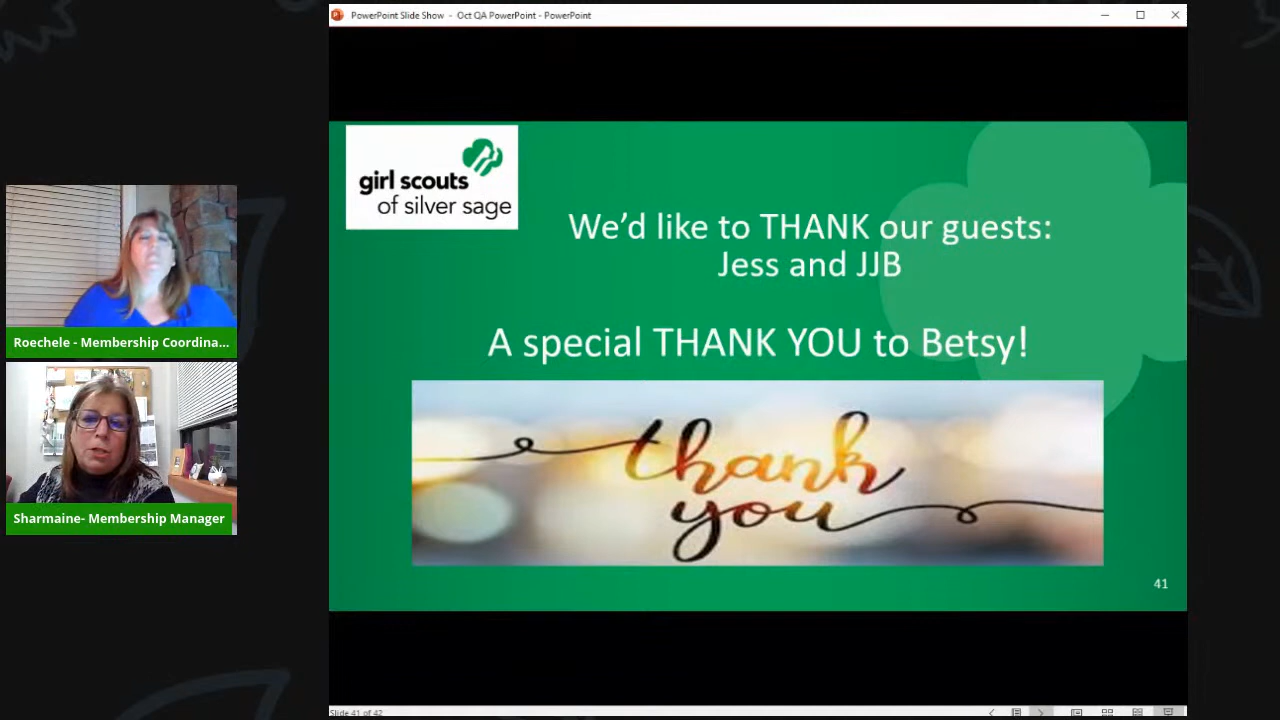 PowerPoint Slide Show - Oct QA PowerPoint - PowerPoint
girl scouts
of silver sage
We'd like to THANK our guests:
Jess and JJB
A special THANK YOU to Betsy!
thank
you
41
Roechele - Membership Coordina...
Sharmaine- Membership Manager
Slide 41 of 42